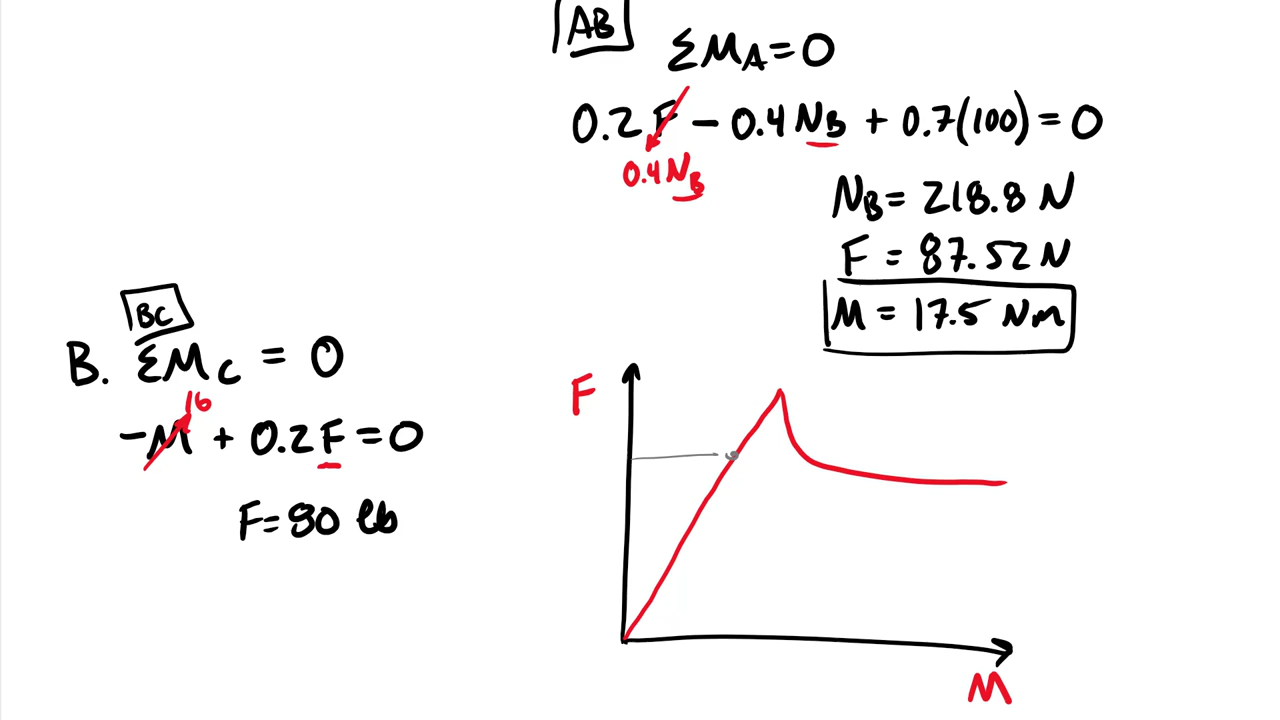 AB
ΣM_A = 0
0.2F - 0.4N_B + 0.7(100) = 0
0.4N_B
N_B = 218.8 N
F = 87.52 N
M = 17.5 Nm
BC
B. ΣM_C = 0
16
-M + 0.2F = 0
F = 80 lb
F
M